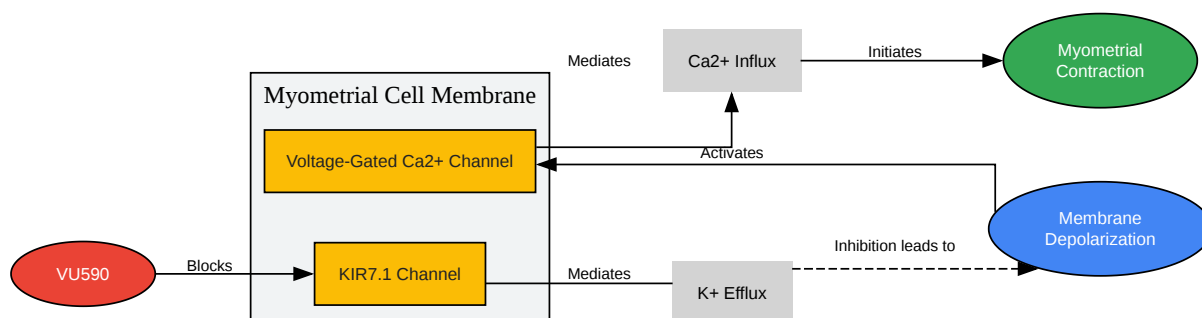 Mediates
Ca2+ Influx
Initiates
Myometrial
Contraction
Myometrial Cell Membrane
Voltage-Gated Ca2+ Channel
Activates
Membrane
Depolarization
VU590
Blocks
KIR7.1 Channel
Mediates
K+ Efflux
Inhibition leads to